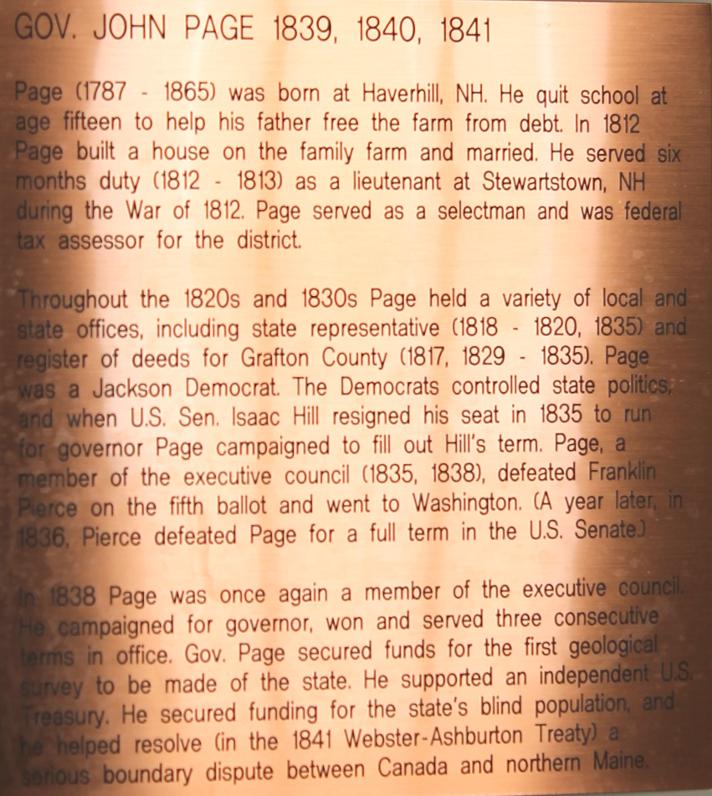 GOV. JOHN PAGE 1839, 1840, 1841
Page (1787 - 1865) was born at Haverhill, NH. He quit school at
age fifteen to help his father free the farm from debt. In 1812
Page built a house on the family farm and married. He served six
months duty (1812 - 1813) as a lieutenant at Stewartstown, NH
during the War of 1812. Page served as a selectman and was federal
tax assessor for the district.
Throughout the 1820s and 1830s Page held a variety of local and
state offices, including state representative (1818 - 1820, 1835) and
register of deeds for Grafton County (1817, 1829 - 1835). Page
was a Jackson Democrat. The Democrats controlled state politics,
and when U.S. Sen. Isaac Hill resigned his seat in 1835 to run
for governor Page campaigned to fill out Hill's term. Page, a
member of the executive council (1835, 1838), defeated Franklin
Pierce on the fifth ballot and went to Washington. (A year later, in
1836, Pierce defeated Page for a full term in the U.S. Senate.)
In 1838 Page was once again a member of the executive council.
He campaigned for governor, won and served three consecutive
terms in office. Gov. Page secured funds for the first geological
survey to be made of the state. He supported an independent U.S.
Treasury. He secured funding for the state's blind population, and
he helped resolve (in the 1841 Webster-Ashburton Treaty) a
serious boundary dispute between Canada and northern Maine.